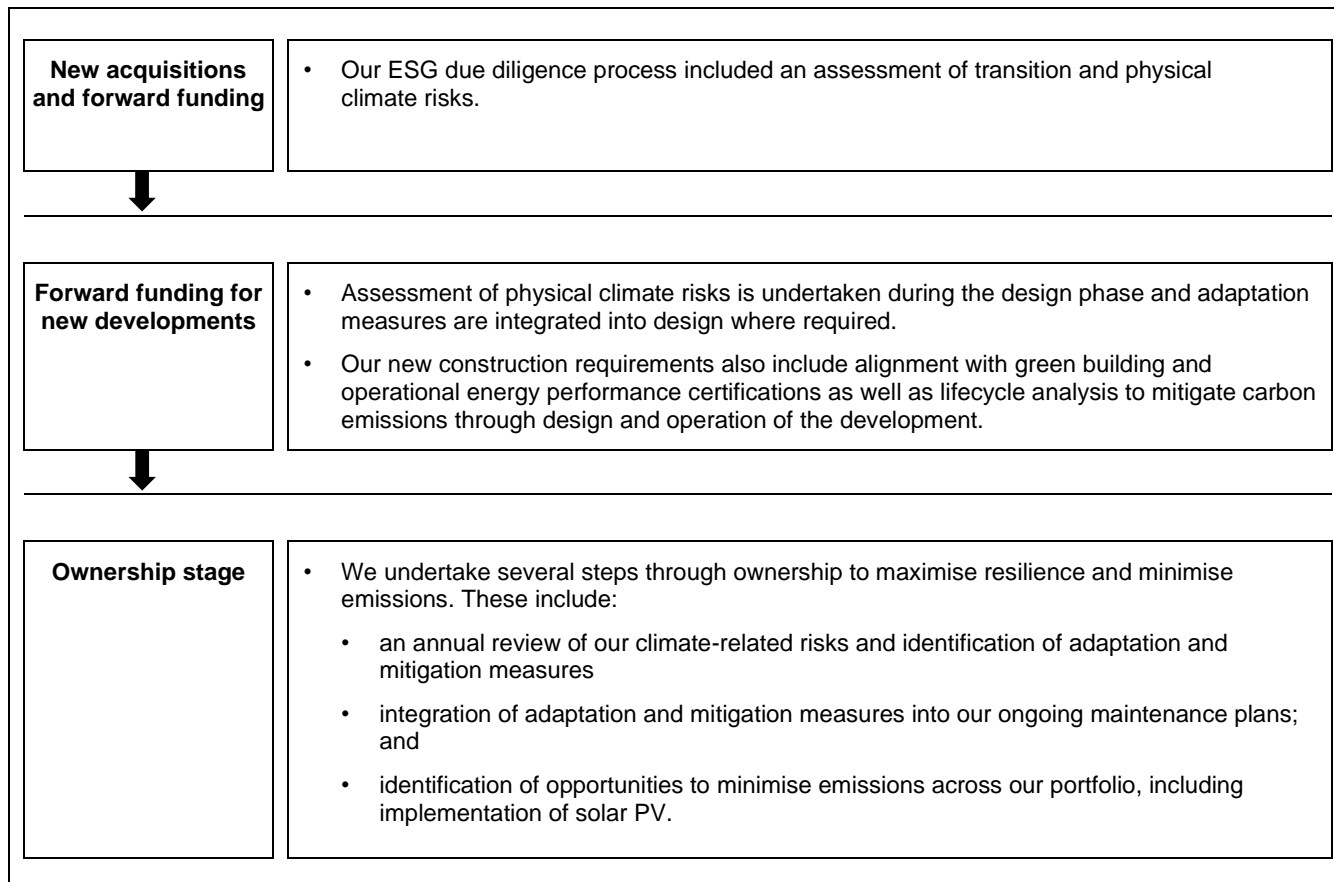 New acquisitions
and forward funding
• Our ESG due diligence process included an assessment of transition and physical
climate risks.
Forward funding for
new developments
• Assessment of physical climate risks is undertaken during the design phase and adaptation
measures are integrated into design where required.
• Our new construction requirements also include alignment with green building and
operational energy performance certifications as well as lifecycle analysis to mitigate carbon
emissions through design and operation of the development.
Ownership stage
• We undertake several steps through ownership to maximise resilience and minimise
emissions. These include:
• an annual review of our climate-related risks and identification of adaptation and
mitigation measures
• integration of adaptation and mitigation measures into our ongoing maintenance plans;
and
• identification of opportunities to minimise emissions across our portfolio, including
implementation of solar PV.